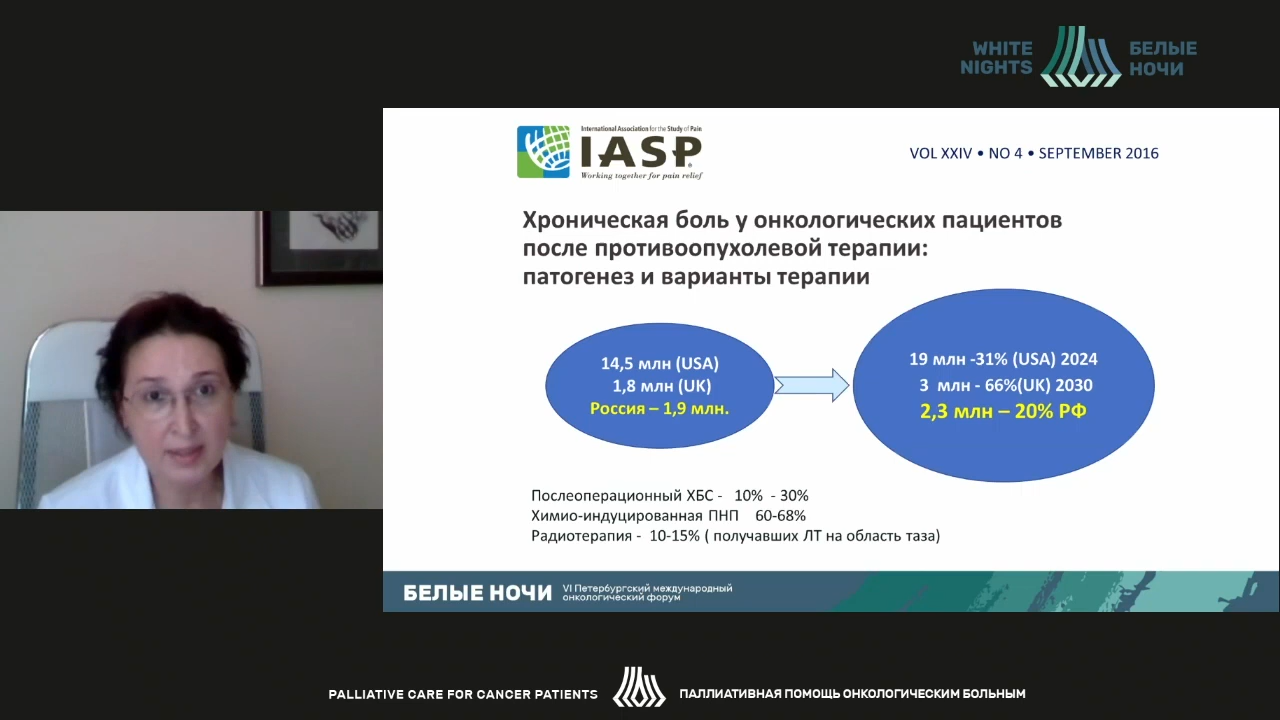 WHITE
NIGHTS
БЕЛЫЕ
НОЧИ
International Association for the Study of Pain
IASP
Working together for pain relief
VOL XXIV • NO 4 • SEPTEMBER 2016
Хроническая боль у онкологических пациентов
после противоопухолевой терапии:
патогенез и варианты терапии
14,5 млн (USA)
1,8 млн (UK)
Россия – 1,9 млн.
19 млн -31% (USA) 2024
3 млн - 66%(UK) 2030
2,3 млн – 20% РФ
Послеоперационный ХБС - 10% - 30%
Химио-индуцированная ПНП 60-68%
Радиотерапия - 10-15% ( получавших ЛТ на область таза)
БЕЛЫЕ НОЧИ
VI Петербургский международный
онкологический форум
PALLIATIVE CARE FOR CANCER PATIENTS
ПАЛЛИАТИВНАЯ ПОМОЩЬ ОНКОЛОГИЧЕСКИМ БОЛЬНЫМ